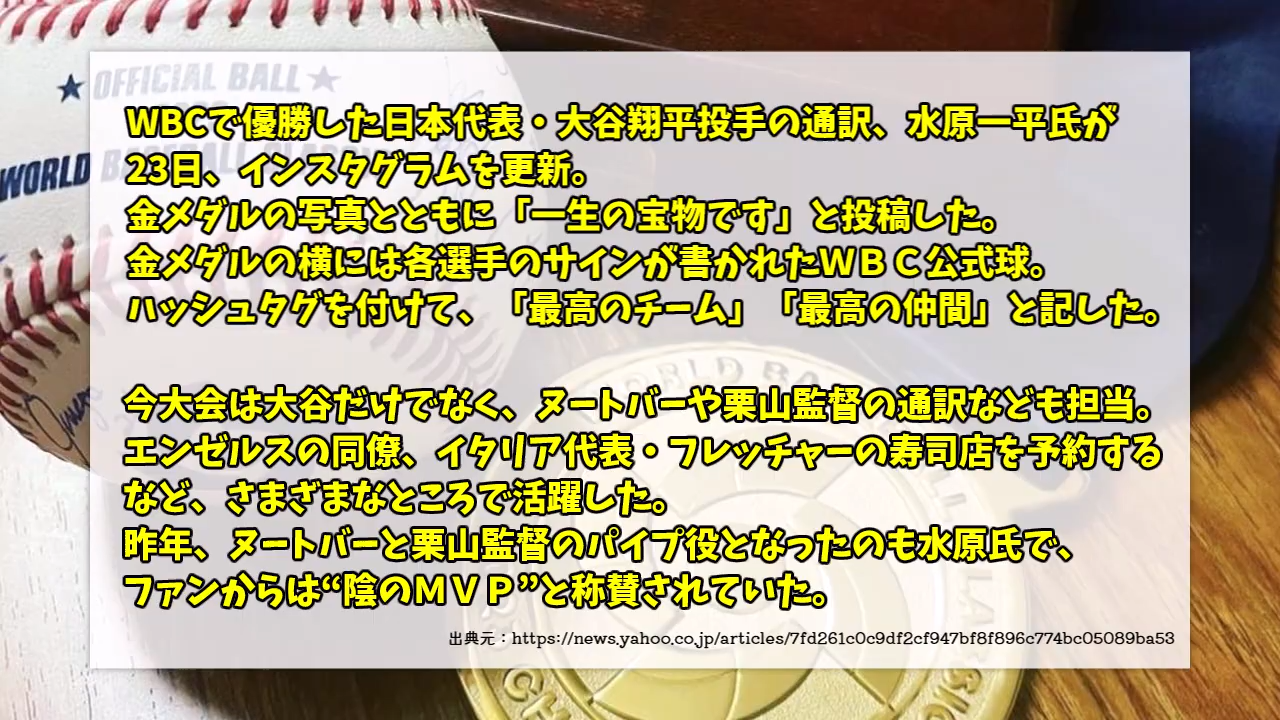 OFFICIAL BALL
WORLD BASEBALL CLASSIC
WBCで優勝した日本代表・大谷翔平投手の通訳、水原一平氏が
23日、インスタグラムを更新。
金メダルの写真とともに「一生の宝物です」と投稿した。
金メダルの横には各選手のサインが書かれたＷＢＣ公式球。
ハッシュタグを付けて、「最高のチーム」「最高の仲間」と記した。
今大会は大谷だけでなく、ヌートバーや栗山監督の通訳なども担当。
エンゼルスの同僚、イタリア代表・フレッチャーの寿司店を予約する
など、さまざまなところで活躍した。
昨年、ヌートバーと栗山監督のパイプ役となったのも水原氏で、
ファンからは“陰のＭＶＰ”と称賛されていた。
出典元：https://news.yahoo.co.jp/articles/7fd261c0c9df2cf947bf8f896c774bc05089ba53